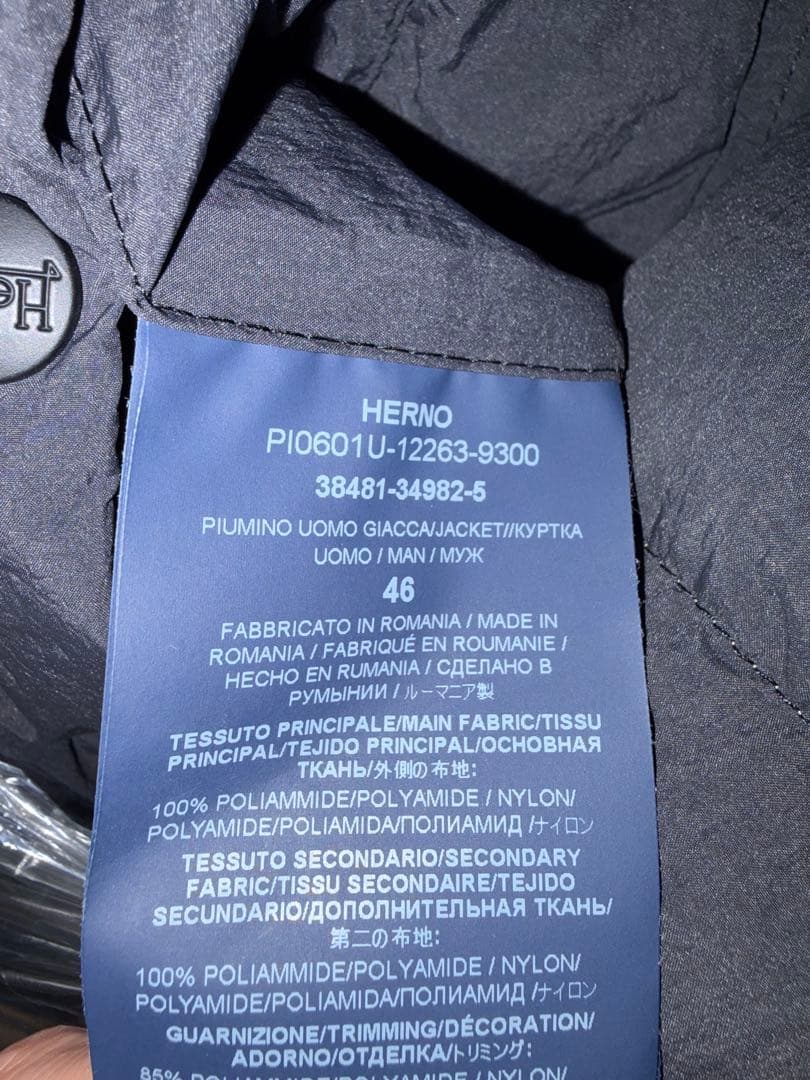 HERNO
PI0601U-12263-9300
38481-34982-5
PIUMINO UOMO GIACCA/JACKET//КУРТКА
UOMO / MAN / МУЖ
46
FABBRICATO IN ROMANIA / MADE IN
ROMANIA / FABRIQUÉ EN ROUMANIE /
HECHO EN RUMANIA / СДЕЛАНО В
РУМЫНИИ / ルーマニア製
TESSUTO PRINCIPALE/MAIN FABRIC/TISSU
PRINCIPAL/TEJIDO PRINCIPAL/ОСНОВНАЯ
ТКАНЬ/外側の布地:
100% POLIAMMIDE/POLYAMIDE / NYLON/
POLYAMIDE/POLIAMIDA/ПОЛИАМИД /ナイロン
TESSUTO SECONDARIO/SECONDARY
FABRIC/TISSU SECONDAIRE/TEJIDO
SECUNDARIO/ДОПОЛНИТЕЛЬНАЯ ТКАНЬ/
第二の布地:
100% POLIAMMIDE/POLYAMIDE / NYLON/
POLYAMIDE/POLIAMIDA/ПОЛИАМИД /ナイロン
GUARNIZIONE/TRIMMING/DÉCORATION/
ADORNO/ОТДЕЛКА/トリミング:
85% POLIAMMIDE/POLYAMIDE / NYLON/